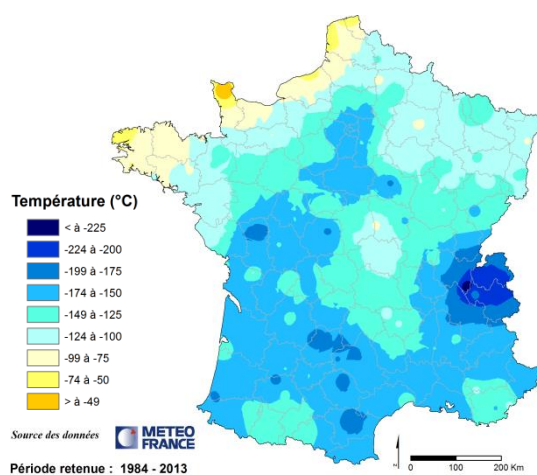 Température (°C)
< à -225
-224 à -200
-199 à -175
-174 à -150
-149 à -125
-124 à -100
-99 à -75
-74 à -50
> à -49
Source des données
METEO
FRANCE
Période retenue : 1984 - 2013
0 100 200 Km